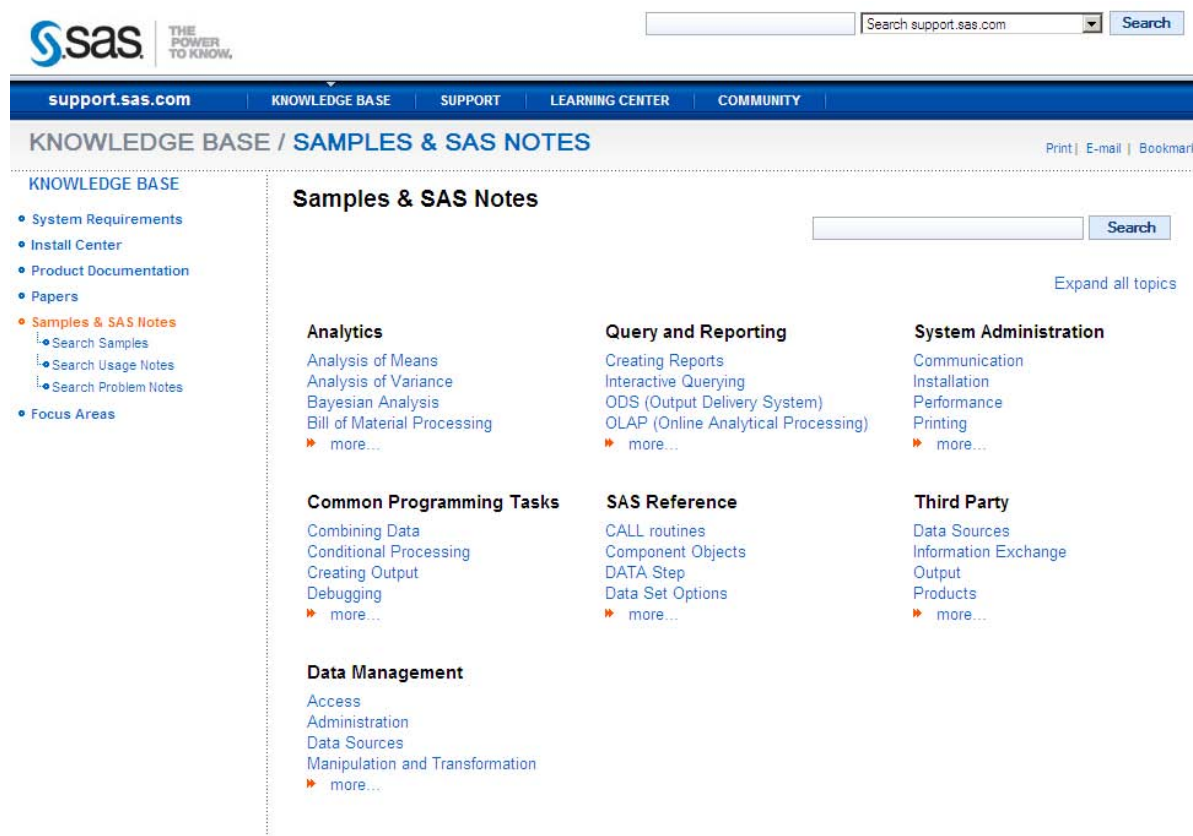 sas THE POWER TO KNOW.
Search support.sas.com Search
support.sas.com KNOWLEDGE BASE SUPPORT LEARNING CENTER COMMUNITY
KNOWLEDGE BASE / SAMPLES & SAS NOTES
Print | E-mail | Bookmark
KNOWLEDGE BASE
System Requirements
Install Center
Product Documentation
Papers
Samples & SAS Notes
Search Samples
Search Usage Notes
Search Problem Notes
Focus Areas
Samples & SAS Notes
Search
Expand all topics
Analytics
Analysis of Means
Analysis of Variance
Bayesian Analysis
Bill of Material Processing
more...
Query and Reporting
Creating Reports
Interactive Querying
ODS (Output Delivery System)
OLAP (Online Analytical Processing)
more...
System Administration
Communication
Installation
Performance
Printing
more...
Common Programming Tasks
Combining Data
Conditional Processing
Creating Output
Debugging
more...
SAS Reference
CALL routines
Component Objects
DATA Step
Data Set Options
more...
Third Party
Data Sources
Information Exchange
Output
Products
more...
Data Management
Access
Administration
Data Sources
Manipulation and Transformation
more...